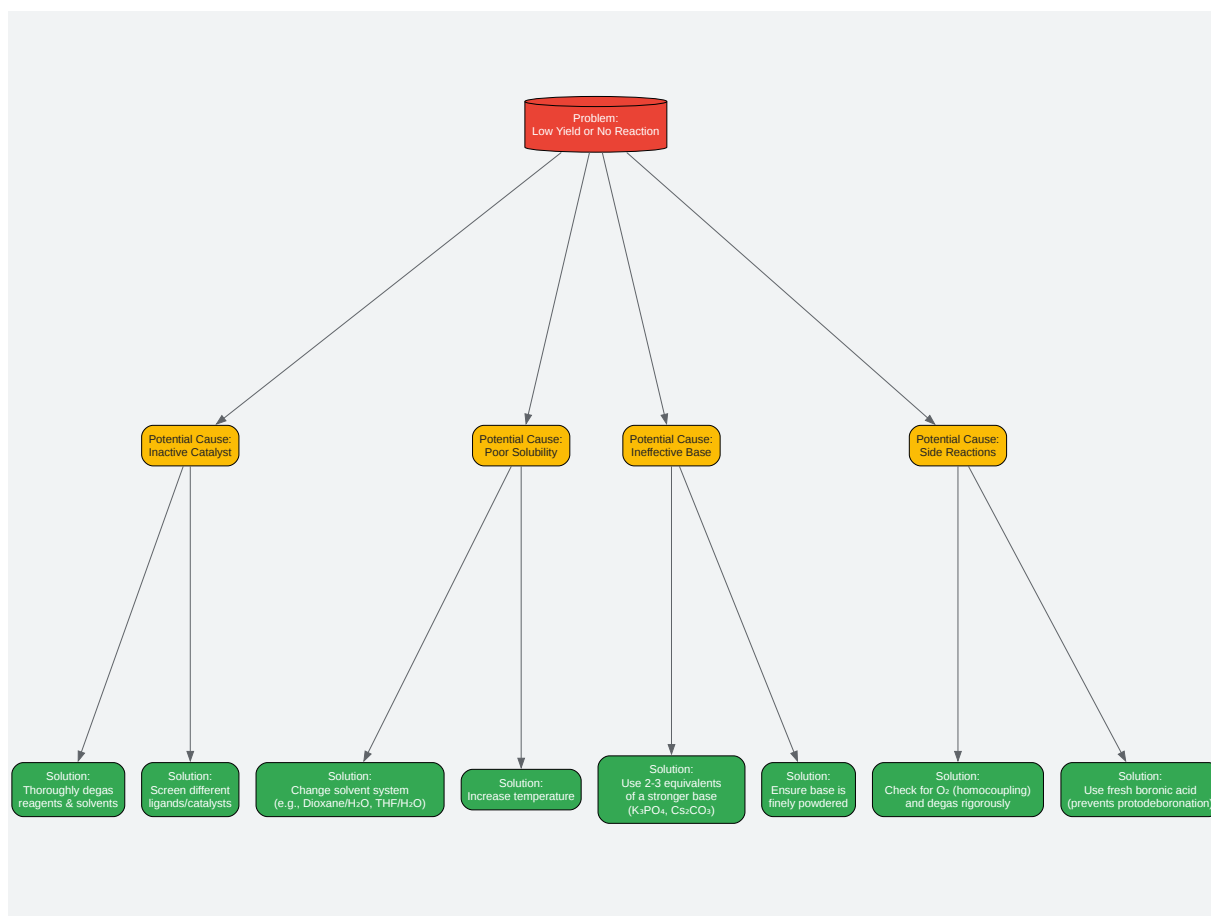 Problem:
Low Yield or No Reaction
Potential Cause:
Inactive Catalyst
Potential Cause:
Poor Solubility
Potential Cause:
Ineffective Base
Potential Cause:
Side Reactions
Solution:
Thoroughly degas
reagents & solvents
Solution:
Screen different
ligands/catalysts
Solution:
Change solvent system
(e.g., Dioxane/H₂O, THF/H₂O)
Solution:
Increase temperature
Solution:
Use 2-3 equivalents
of a stronger base
(K₃PO₄, Cs₂CO₃)
Solution:
Ensure base is
finely powdered
Solution:
Check for O₂ (homocoupling)
and degas rigorously
Solution:
Use fresh boronic acid
(prevents protodeboronation)